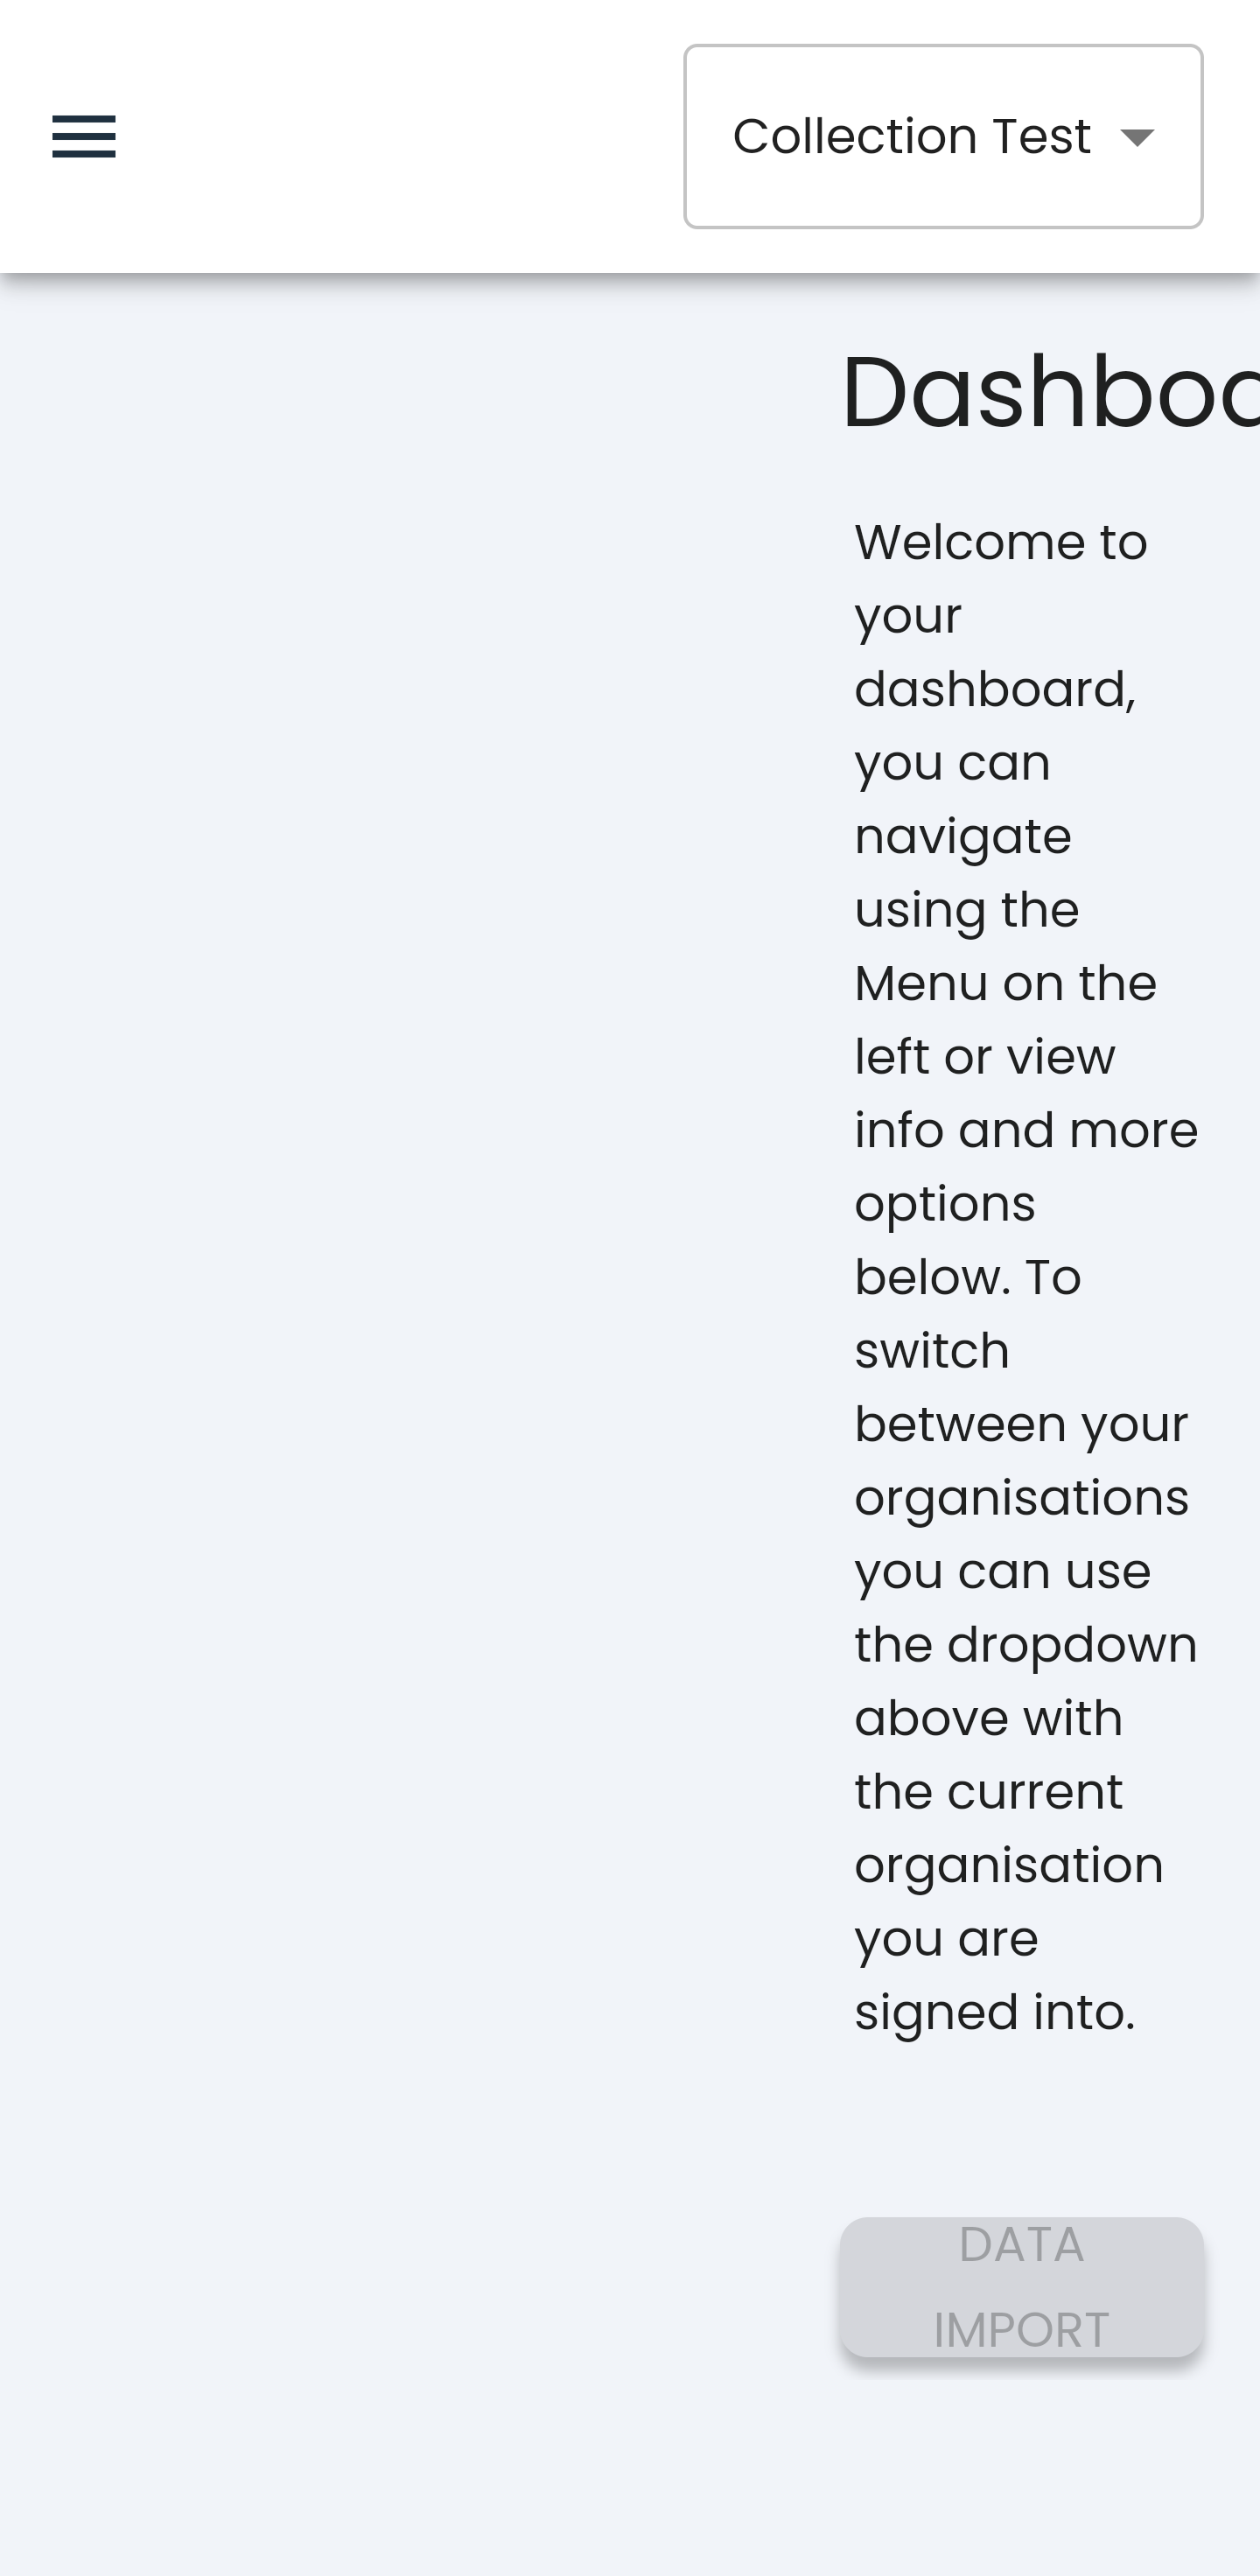 Collection Test
Dashboa
Welcome to
your
dashboard,
you can
navigate
using the
Menu on the
left or view
info and more
options
below. To
switch
between your
organisations
you can use
the dropdown
above with
the current
organisation
you are
signed into.
DATA
IMPORT